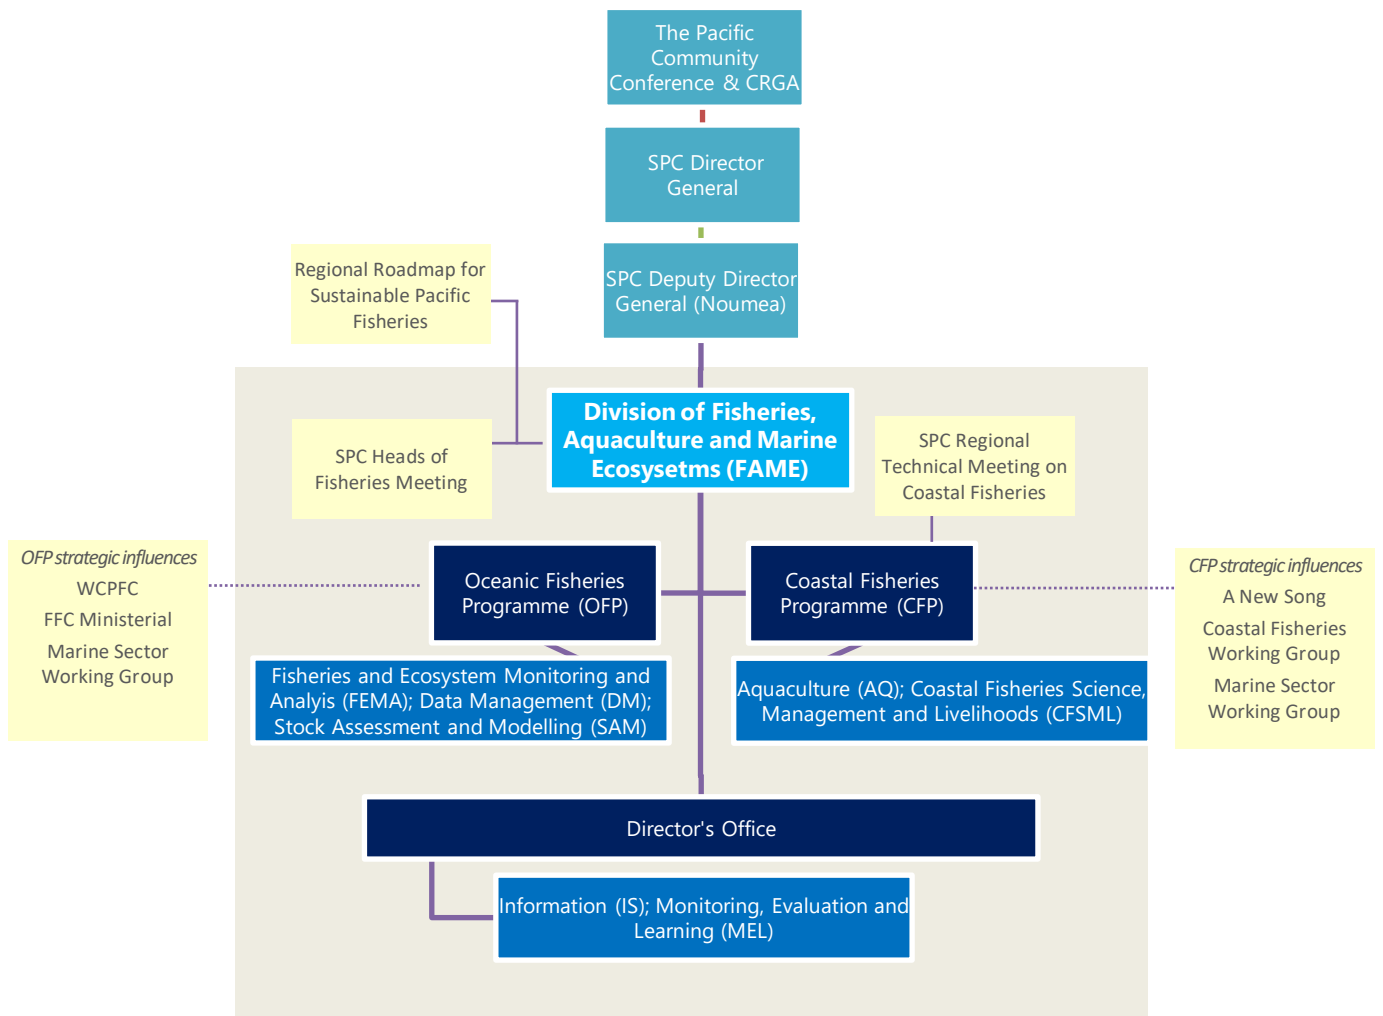 The Pacific
Community
Conference & CRGA
SPC Director
General
SPC Deputy Director
General (Noumea)
Regional Roadmap for
Sustainable Pacific
Fisheries
Division of Fisheries,
Aquaculture and Marine
Ecosysetms (FAME)
SPC Heads of
Fisheries Meeting
SPC Regional
Technical Meeting on
Coastal Fisheries
OFP strategic influences
WCPFC
FFC Ministerial
Marine Sector
Working Group
Oceanic Fisheries
Programme (OFP)
Coastal Fisheries
Programme (CFP)
CFP strategic influences
A New Song
Coastal Fisheries
Working Group
Marine Sector
Working Group
Fisheries and Ecosystem Monitoring and
Analyis (FEMA); Data Management (DM);
Stock Assessment and Modelling (SAM)
Aquaculture (AQ); Coastal Fisheries Science,
Management and Livelihoods (CFSML)
Director's Office
Information (IS); Monitoring, Evaluation and
Learning (MEL)